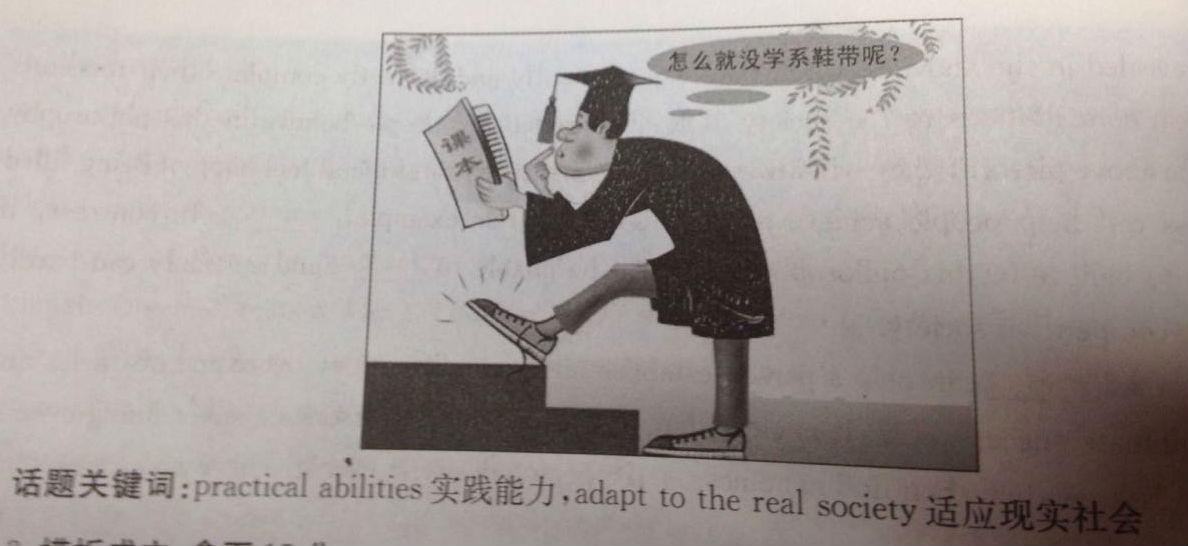 怎么就没学系鞋带呢?
课本
话题关键词:practical abilities 实践能力,adapt to the real society 适应现实社会